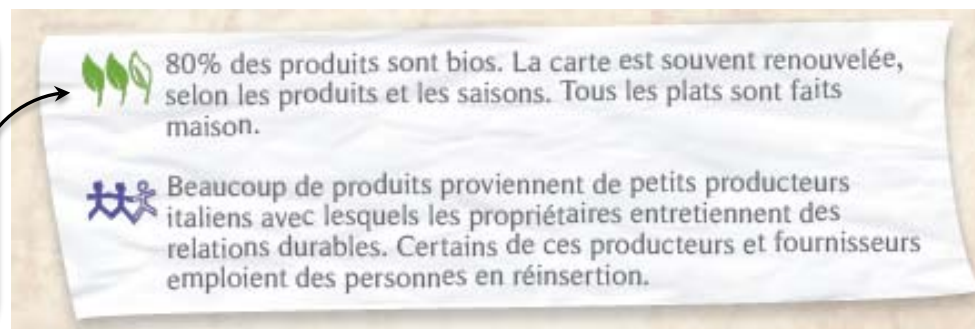 80% des produits sont bios. La carte est souvent renouvelée,
selon les produits et les saisons. Tous les plats sont faits
maison.
Beaucoup de produits proviennent de petits producteurs
italiens avec lesquels les propriétaires entretiennent des
relations durables. Certains de ces producteurs et fournisseurs
emploient des personnes en réinsertion.